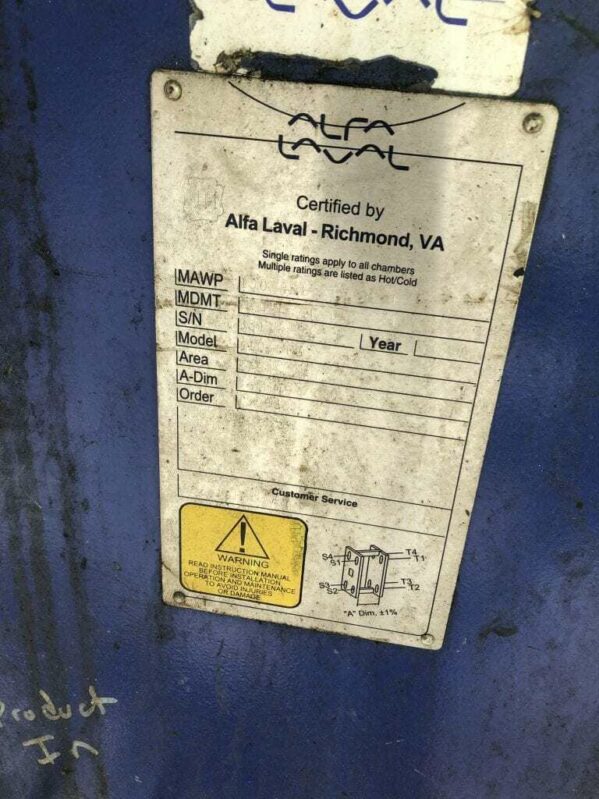 LAVAL
ALFA
LAVAL
Certified by
Alfa Laval - Richmond, VA
Single ratings apply to all chambers
Multiple ratings are listed as Hot/Cold
MAWP
MDMT
S/N
Model
Year
Area
A-Dim
Order
Customer Service
WARNING
READ INSTRUCTION MANUAL
BEFORE INSTALLATION
OPERATION AND MAINTENANCE
TO AVOID INJURIES
OR DAMAGE
S4 T4
S1 T1
S3 T3
S2 T2
"A" Dim. ±1%
Product
In